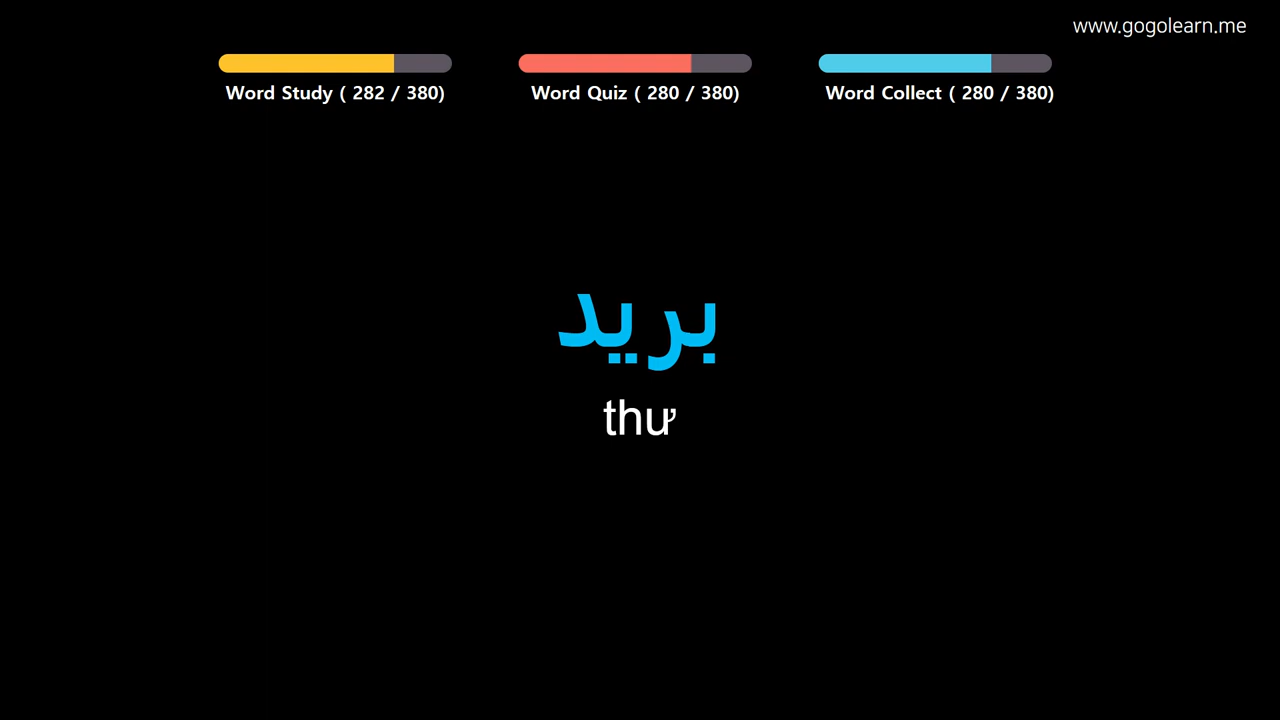 www.gogolearn.me
Word Study ( 282 / 380)
Word Quiz ( 280 / 380)
Word Collect ( 280 / 380)
بريد
thư